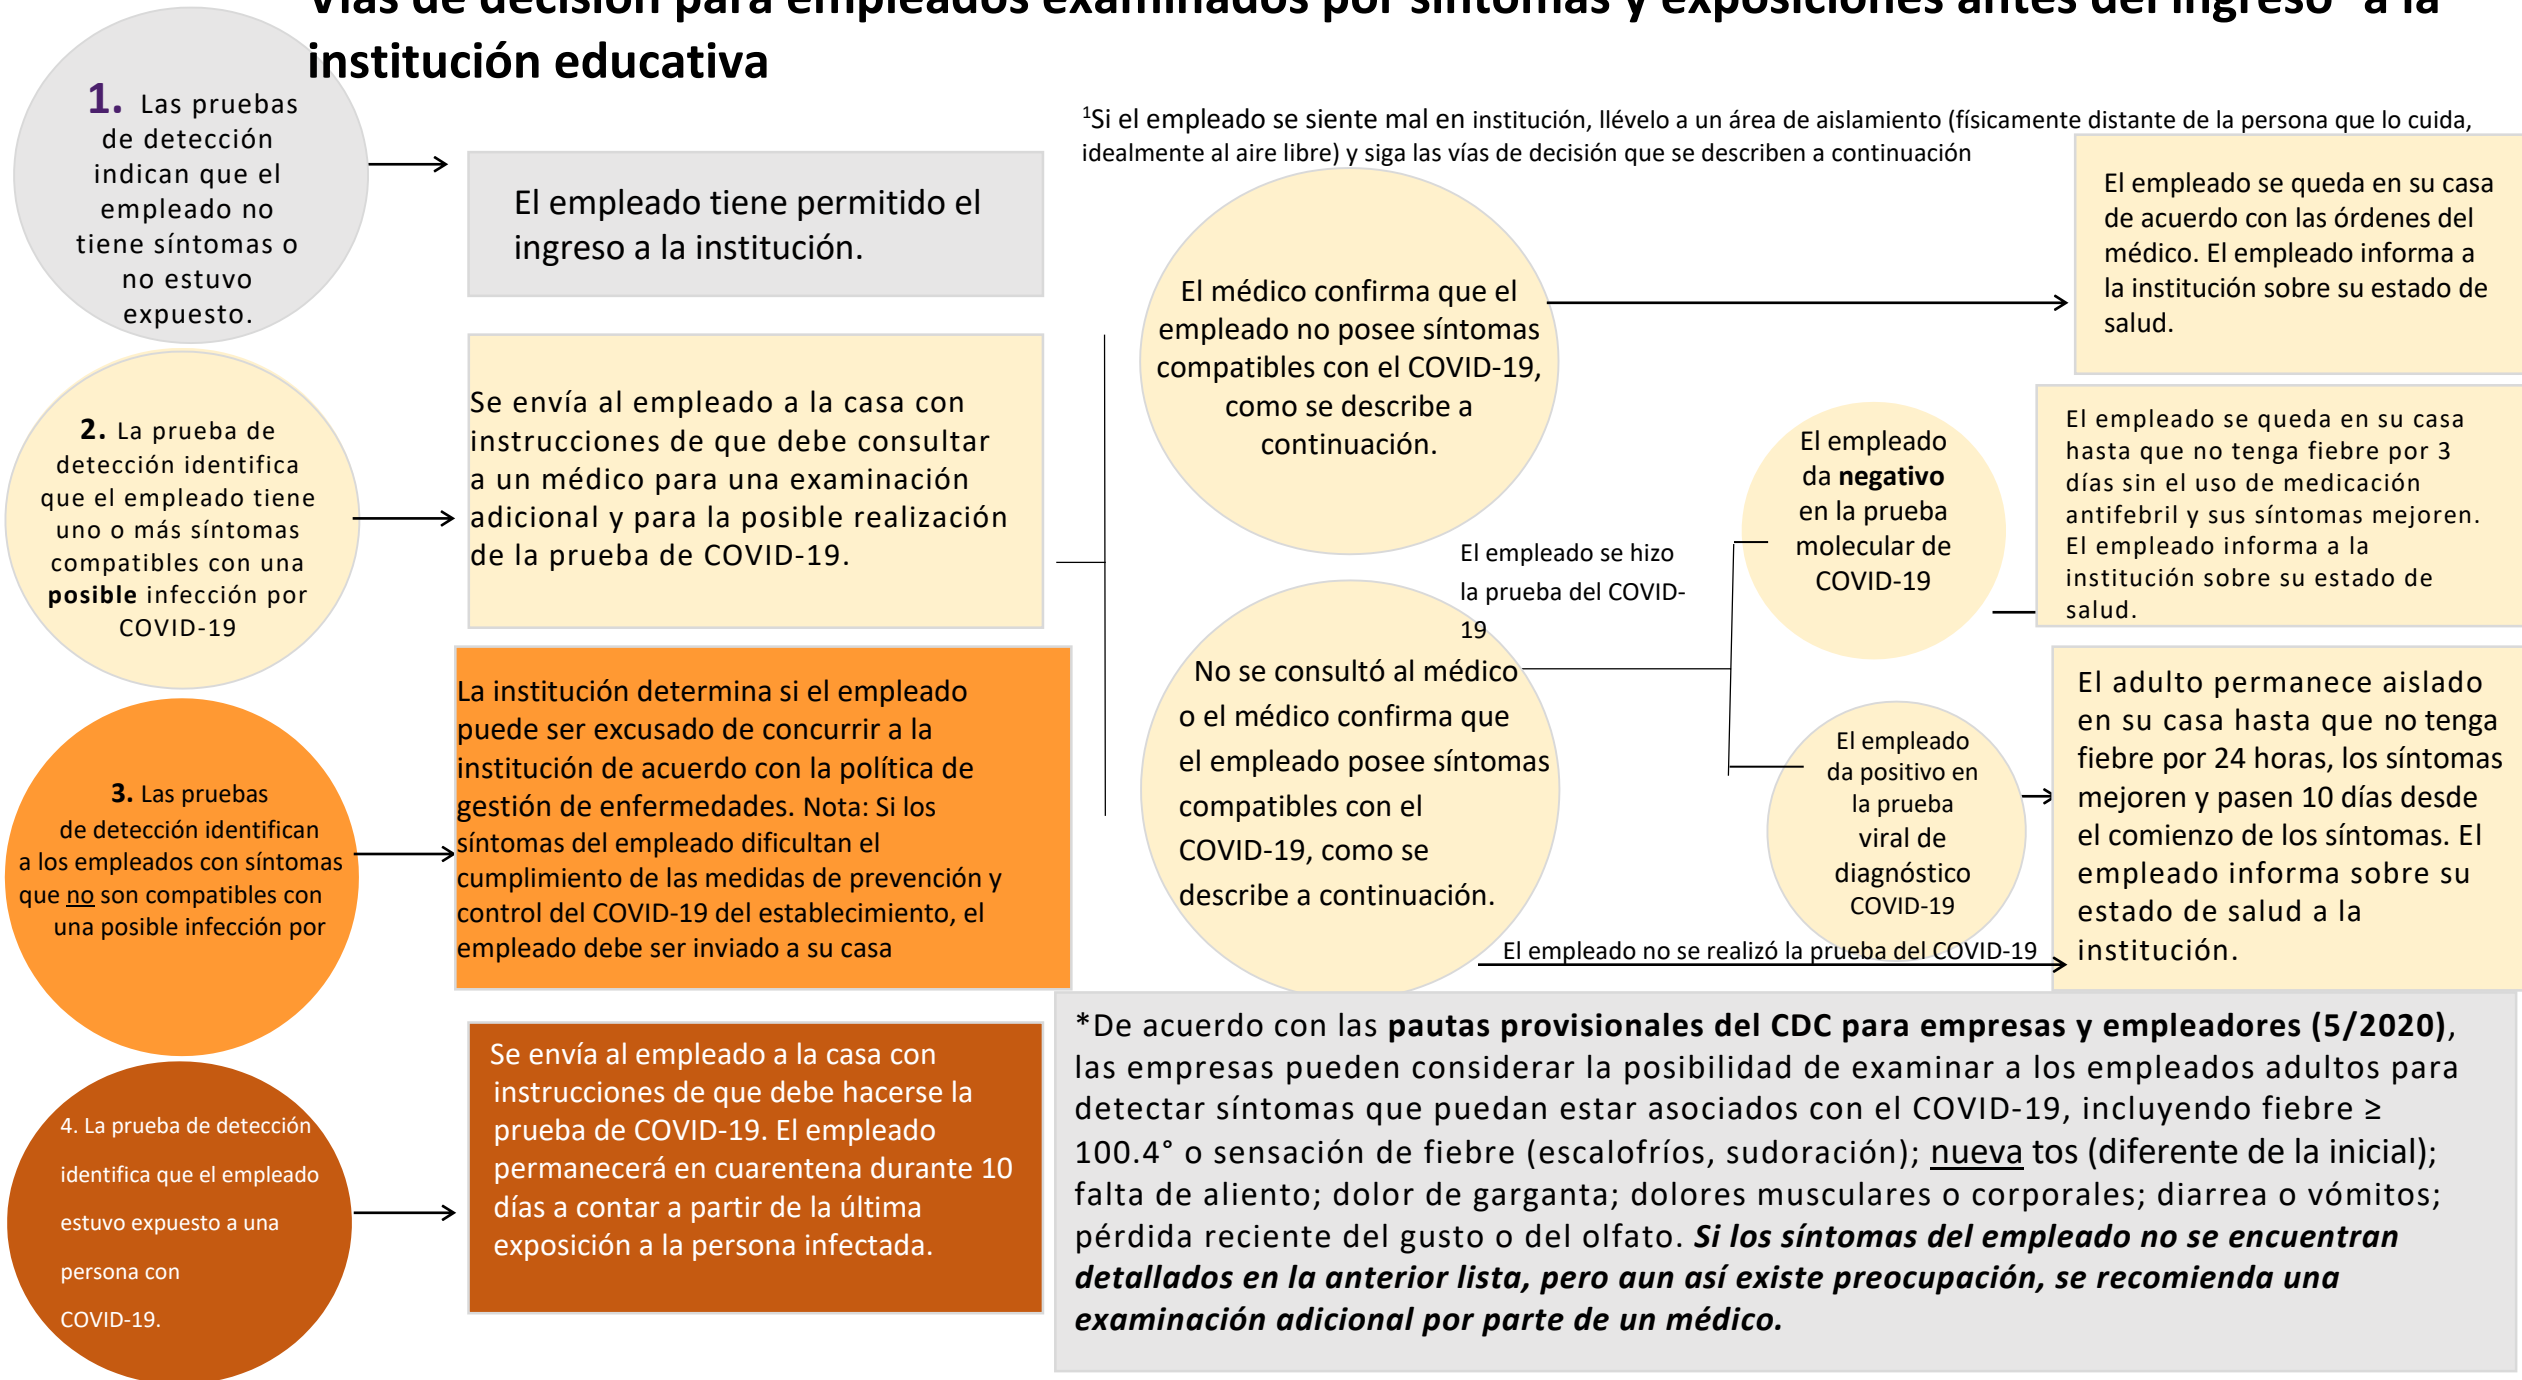 Vías de decisión para empleados examinados por síntomas y exposiciones antes del ingreso a la
institución educativa
1. Las pruebas
de detección
indican que el
empleado no
tiene síntomas o
no estuvo
expuesto.
El empleado tiene permitido el
ingreso a la institución.
¹Si el empleado se siente mal en institución, llévelo a un área de aislamiento (físicamente distante de la persona que lo cuida,
idealmente al aire libre) y siga las vías de decisión que se describen a continuación
2. La prueba de
detección identifica
que el empleado tiene
uno o más síntomas
compatibles con una
posible infección por
COVID-19
Se envía al empleado a la casa con
instrucciones de que debe consultar
a un médico para una examinación
adicional y para la posible realización
de la prueba de COVID-19.
El médico confirma que el
empleado no posee síntomas
compatibles con el COVID-19,
como se describe a
continuación.
El empleado se queda en su casa
de acuerdo con las órdenes del
médico. El empleado informa a
la institución sobre su estado de
salud.
No se consultó al médico
o el médico confirma que
el empleado posee síntomas
compatibles con el
COVID-19, como se
describe a continuación.
El empleado se hizo
la prueba del COVID-
19
El empleado
da negativo
en la prueba
molecular de
COVID-19
El empleado se queda en su casa
hasta que no tenga fiebre por 3
días sin el uso de medicación
antifebril y sus síntomas mejoren.
El empleado informa a la
institución sobre su estado de
salud.
El empleado
da positivo en
la prueba
viral de
diagnóstico
COVID-19
El empleado no se realizó la prueba del COVID-19
El adulto permanece aislado
en su casa hasta que no tenga
fiebre por 24 horas, los síntomas
mejoren y pasen 10 días desde
el comienzo de los síntomas. El
empleado informa sobre su
estado de salud a la
institución.
3. Las pruebas
de detección identifican
a los empleados con síntomas
que no son compatibles con
una posible infección por
La institución determina si el empleado
puede ser excusado de concurrir a la
institución de acuerdo con la política de
gestión de enfermedades. Nota: Si los
síntomas del empleado dificultan el
cumplimiento de las medidas de prevención y
control del COVID-19 del establecimiento, el
empleado debe ser inviado a su casa
4. La prueba de detección
identifica que el empleado
estuvo expuesto a una
persona con
COVID-19.
Se envía al empleado a la casa con
instrucciones de que debe hacerse la
prueba de COVID-19. El empleado
permanecerá en cuarentena durante 10
días a contar a partir de la última
exposición a la persona infectada.
*De acuerdo con las pautas provisionales del CDC para empresas y empleadores (5/2020),
las empresas pueden considerar la posibilidad de examinar a los empleados adultos para
detectar síntomas que puedan estar asociados con el COVID-19, incluyendo fiebre ≥
100.4° o sensación de fiebre (escalofríos, sudoración); nueva tos (diferente de la inicial);
falta de aliento; dolor de garganta; dolores musculares o corporales; diarrea o vómitos;
pérdida reciente del gusto o del olfato. Si los síntomas del empleado no se encuentran
detallados en la anterior lista, pero aun así existe preocupación, se recomienda una
examinación adicional por parte de un médico.